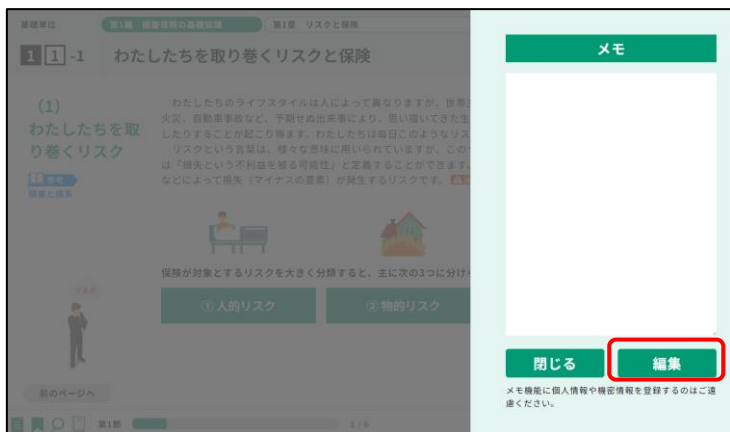 基礎単位 第1編 損害保険の基礎知識 第1章 リスクと保険
1 1 -1 わたしたちを取り巻くリスクと保険
(1)
わたしたちを取
り巻くリスク
参考
損害と損失
わたしたちのライフスタイルは人によって異なりますが、世帯主
火災、自動車事故など、予期せぬ出来事により、思い描いてきた生
したりすることが起こり得ます。わたしたちは毎日このようなリス
リスクという言葉は、様々な意味に用いられていますが、この
は「損失という不利益を被る可能性」と定義することができます。
などによって損失（マイナスの要素）が発生するリスクです。
保険が対象とするリスクを大きく分類すると、主に次の3つに分け
① 人的リスク ② 物的リスク
リスク
前のページへ
第1節 1 / 6
メモ
閉じる 編集
メモ機能に個人情報や機密情報を登録するのはご遠
慮ください。